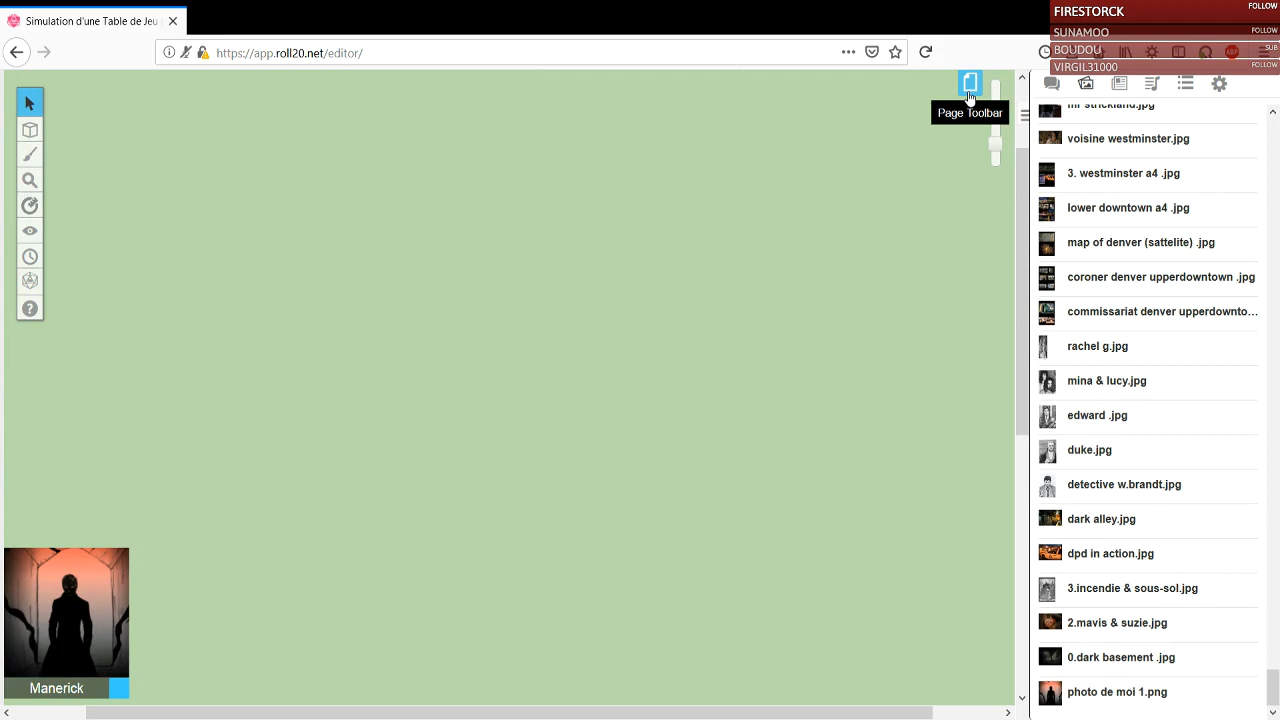 Simulation d'une Table de Jeu
https://app.roll20.net/editor/
FIRESTORCK FOLLOW
SUNAMOO FOLLOW
BOUDOU SUB
VIRGIL31000 FOLLOW
ABP
Page Toolbar
mr strickland.jpg
voisine westminster.jpg
3. westminster a4 .jpg
lower downtown a4 .jpg
map of denver (sattelite) .jpg
coroner denver upperdowntown .jpg
commissariat denver upperdownto...
rachel g.jpg
mina & lucy.jpg
edward .jpg
duke.jpg
detective w.brandt.jpg
dark alley.jpg
dpd in action.jpg
3.incendie & sous-sol.jpg
2.mavis & suzie.jpg
0.dark basement .jpg
photo de moi 1.png
Manerick